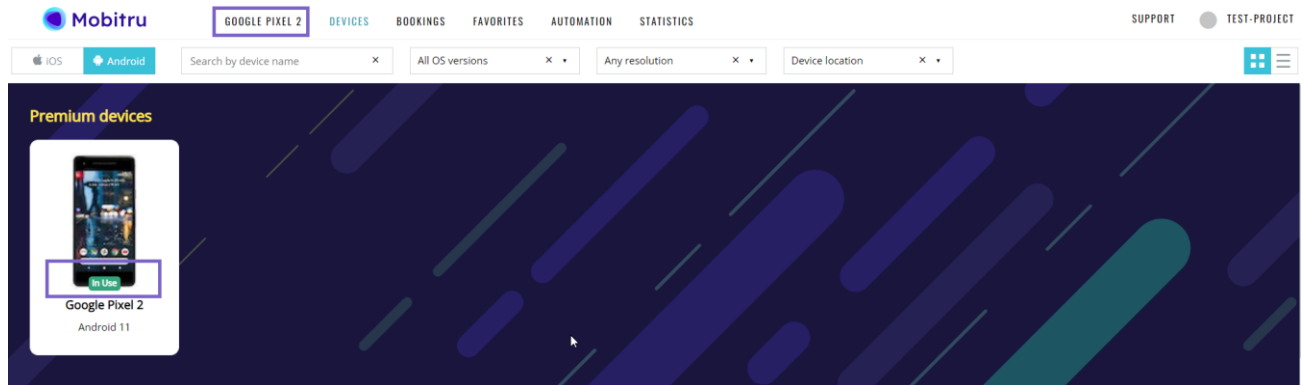 Mobitru GOOGLE PIXEL 2 DEVICES BOOKINGS FAVORITES AUTOMATION STATISTICS SUPPORT TEST-PROJECT
iOS Android Search by device name × All OS versions × Any resolution × Device location ×
Premium devices
In Use
Google Pixel 2
Android 11